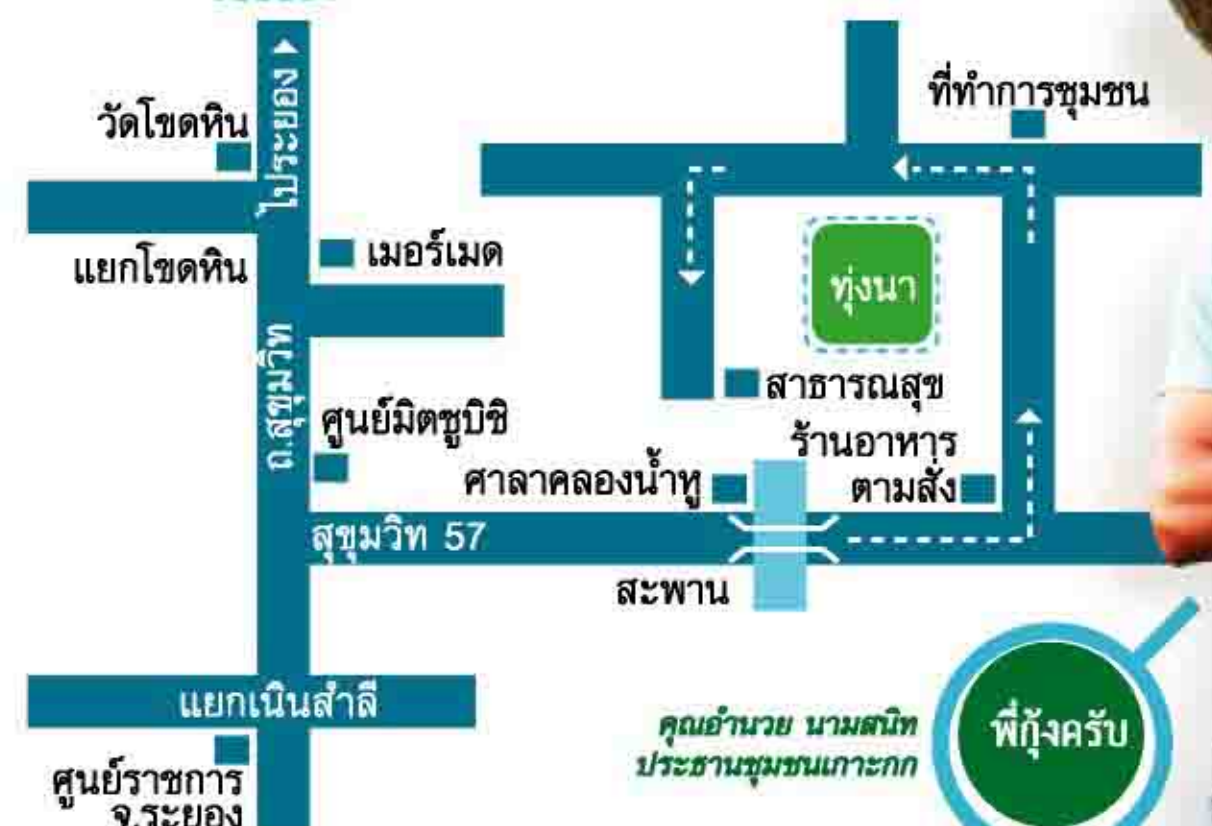 ไประยอง
วัดโขดหิน
ที่ทำการชุมชน
แยกโขดหิน
เมอร์เมด
ทุ่งนา
ถ.สุขุมวิท
สาธารณสุข
ศูนย์มิตซูบิชิ
ร้านอาหาร
ตามสั่ง
ศาลาคลองน้ำหู
สุขุมวิท 57
สะพาน
แยกเนินสำลี
คุณอำนวย นามสนิท
ประธานชุมชนเกาะกก
พี่กุ้งครับ
ศูนย์ราชการ
จ.ระยอง